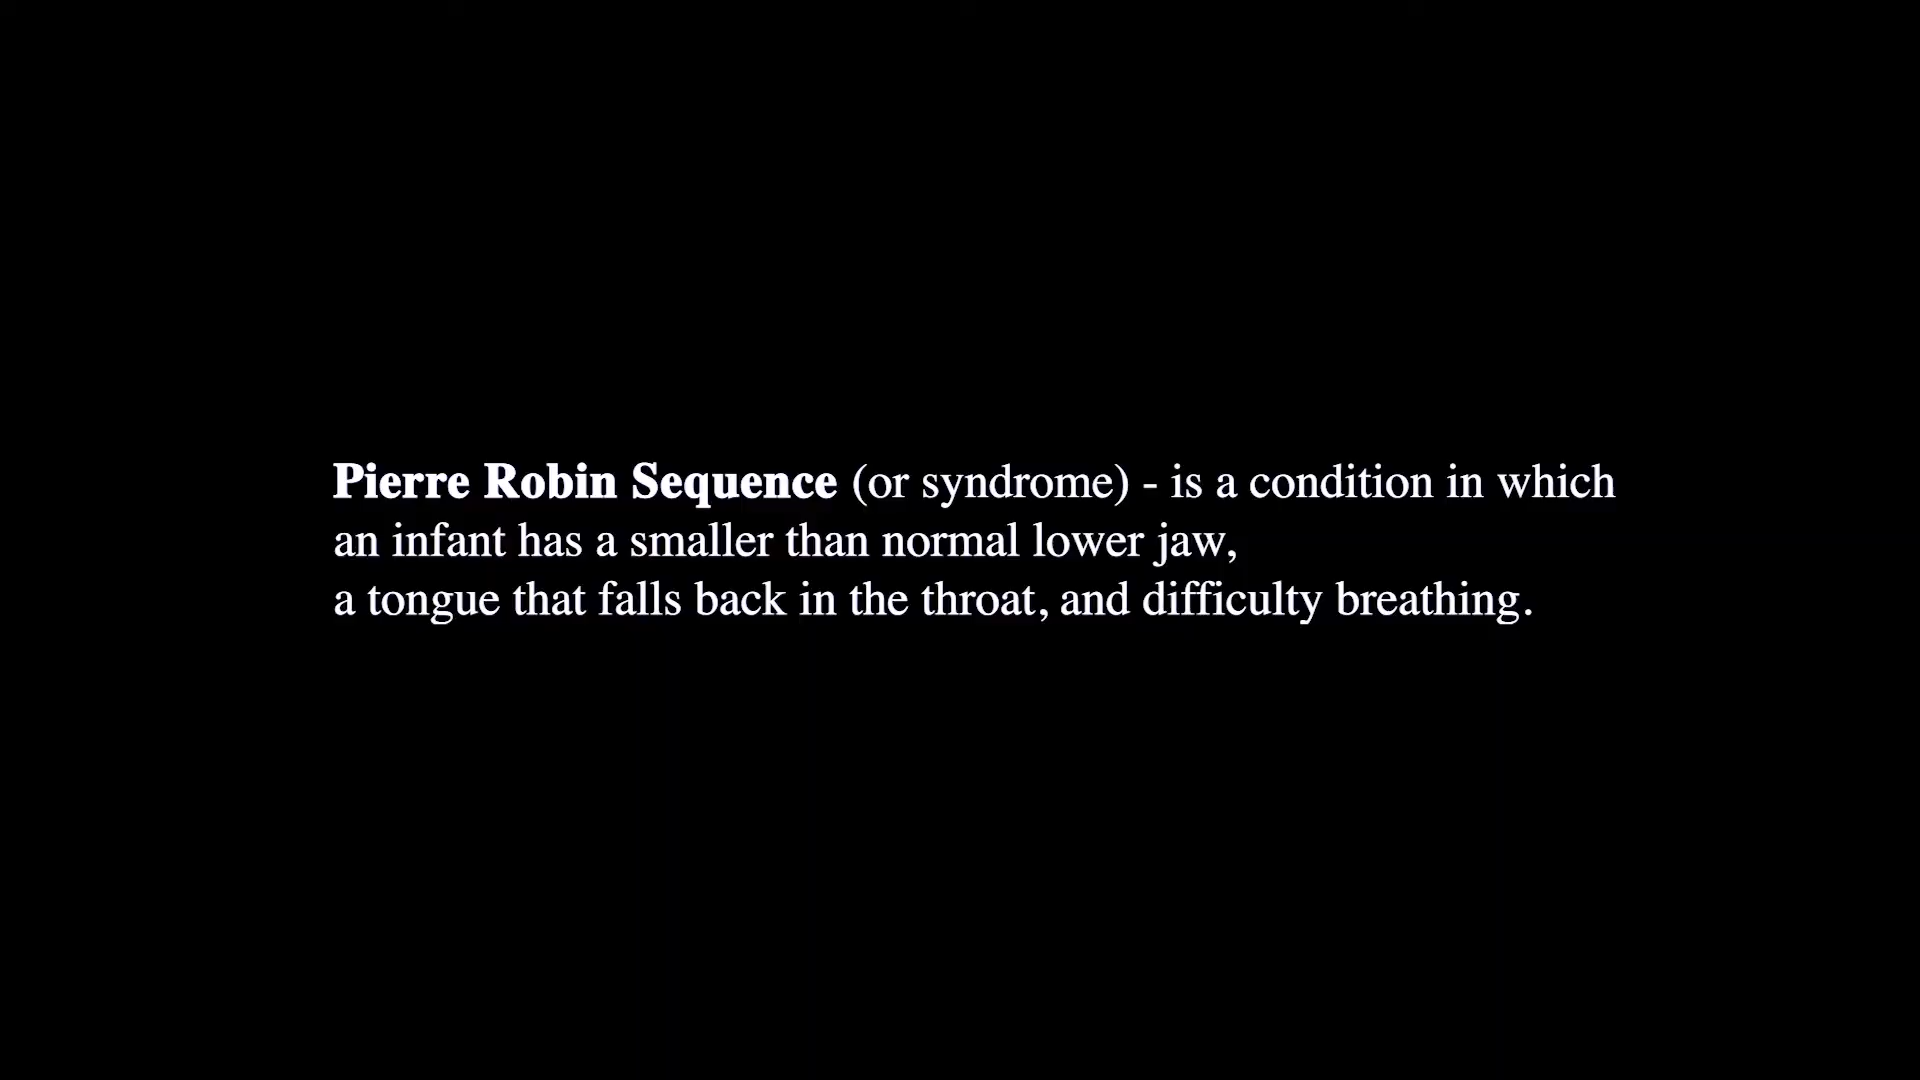 Pierre Robin Sequence (or syndrome) - is a condition in which
an infant has a smaller than normal lower jaw,
a tongue that falls back in the throat, and difficulty breathing.